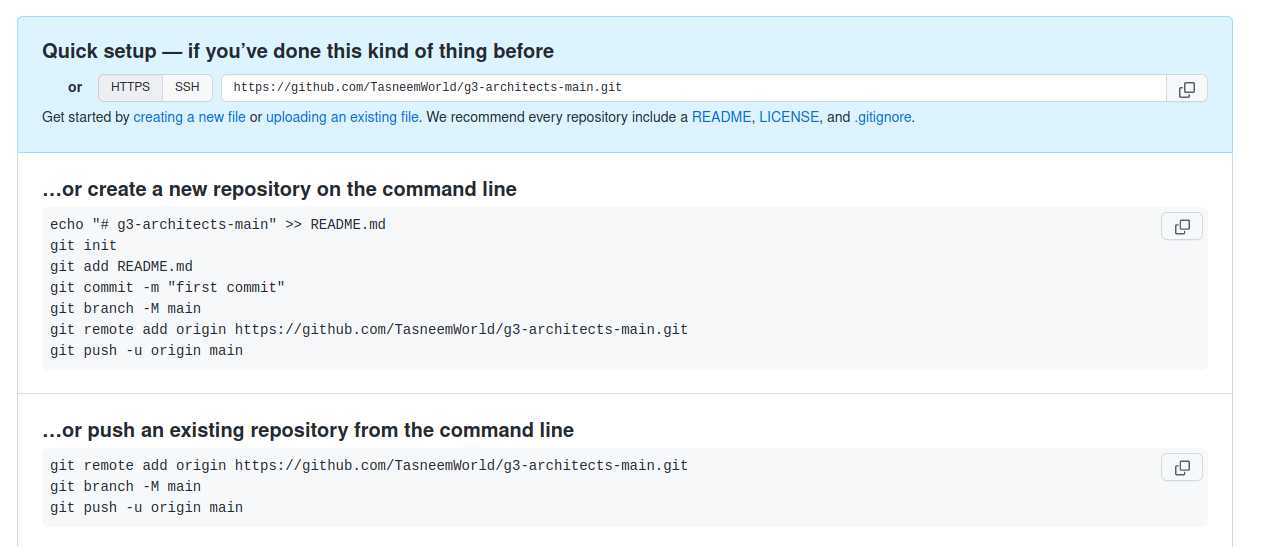 Quick setup — if you’ve done this kind of thing before
or HTTPS SSH https://github.com/TasneemWorld/g3-architects-main.git
Get started by creating a new file or uploading an existing file. We recommend every repository include a README, LICENSE, and .gitignore.
…or create a new repository on the command line
echo "# g3-architects-main" >> README.md
git init
git add README.md
git commit -m "first commit"
git branch -M main
git remote add origin https://github.com/TasneemWorld/g3-architects-main.git
git push -u origin main
…or push an existing repository from the command line
git remote add origin https://github.com/TasneemWorld/g3-architects-main.git
git branch -M main
git push -u origin main